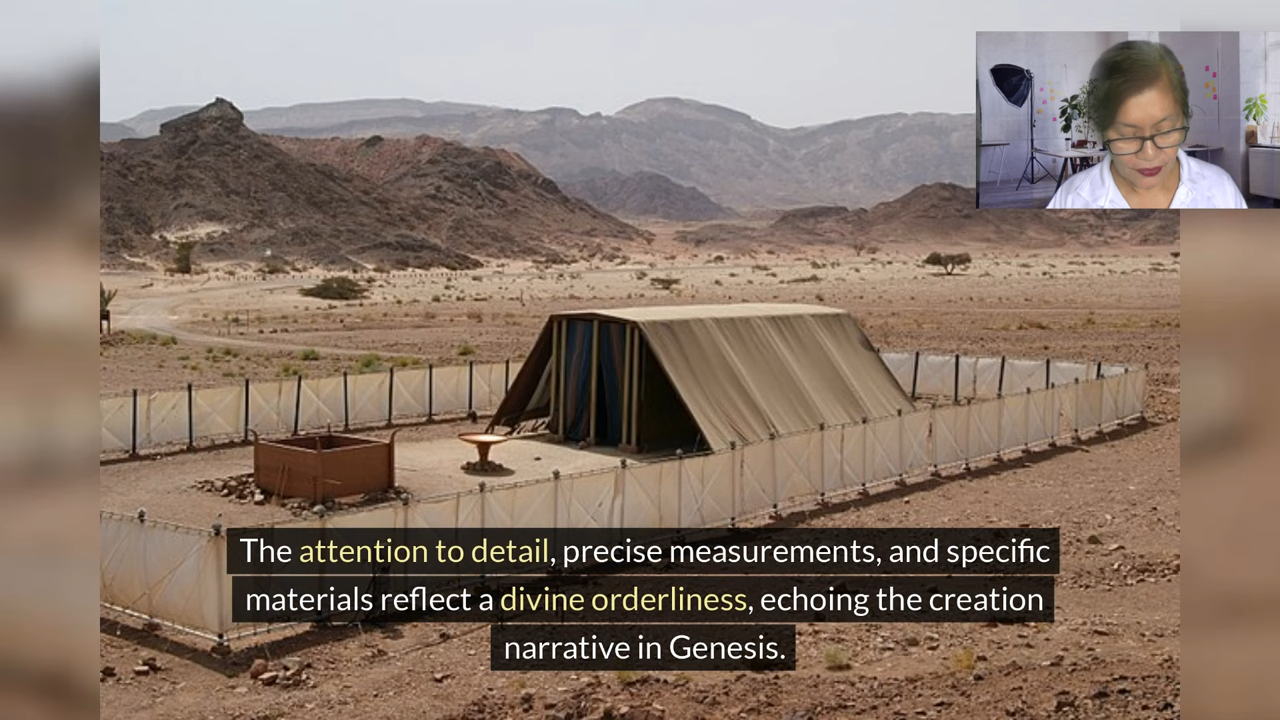 The attention to detail, precise measurements, and specific
materials reflect a divine orderliness, echoing the creation
narrative in Genesis.